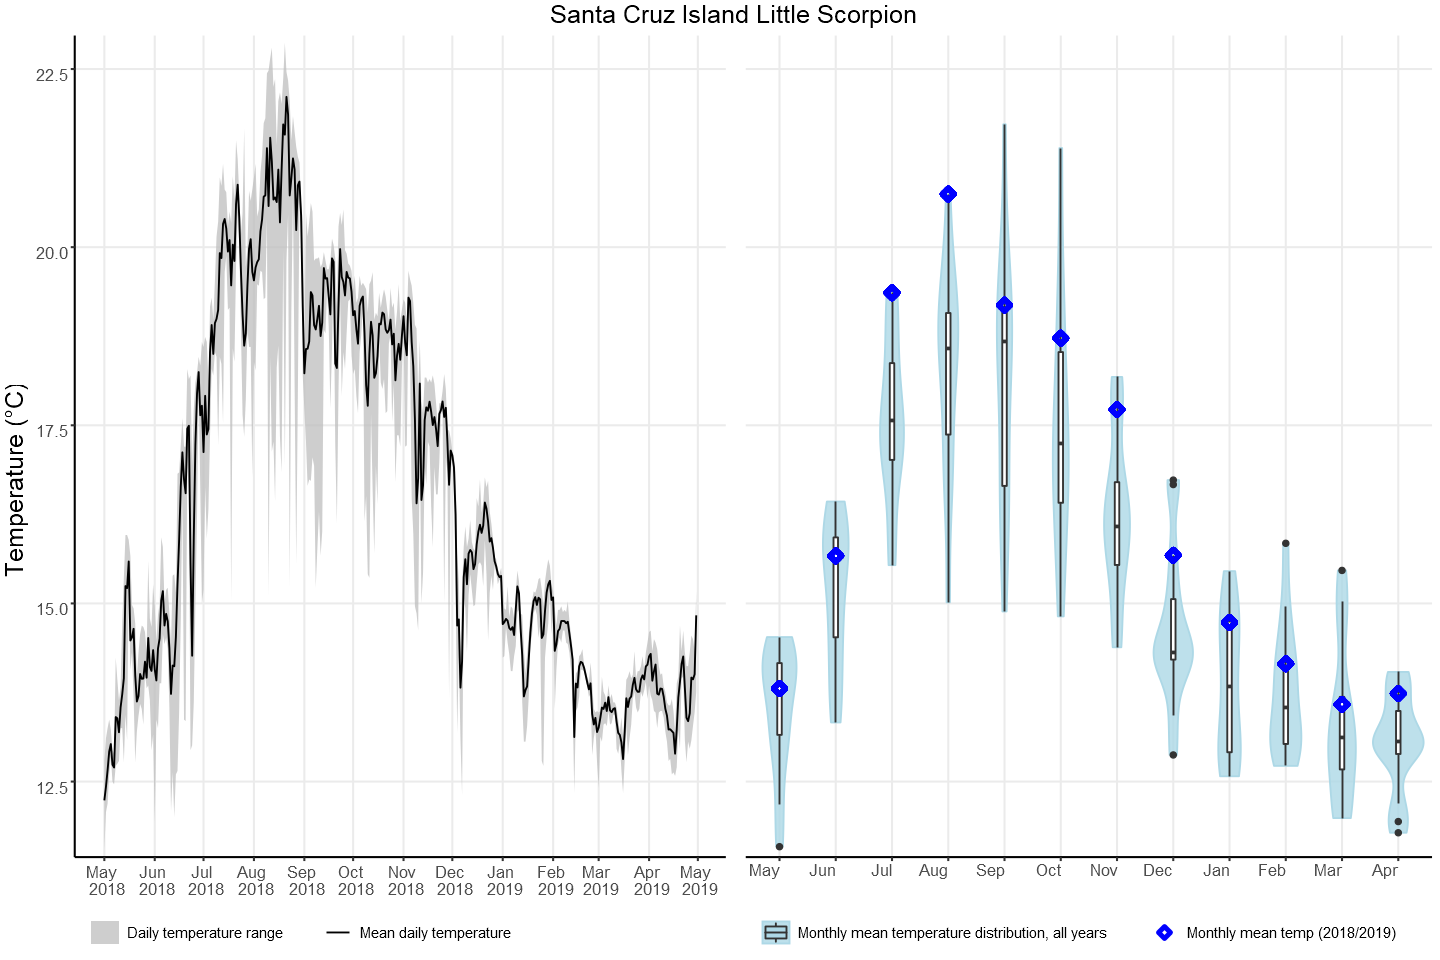 Santa Cruz Island Little Scorpion
Temperature (°C)
22.5
20.0
17.5
15.0
12.5
May 2018
Jun 2018
Jul 2018
Aug 2018
Sep 2018
Oct 2018
Nov 2018
Dec 2018
Jan 2019
Feb 2019
Mar 2019
Apr 2019
May 2019
May Jun Jul Aug Sep Oct Nov Dec Jan Feb Mar Apr
Daily temperature range
Mean daily temperature
Monthly mean temperature distribution, all years
Monthly mean temp (2018/2019)